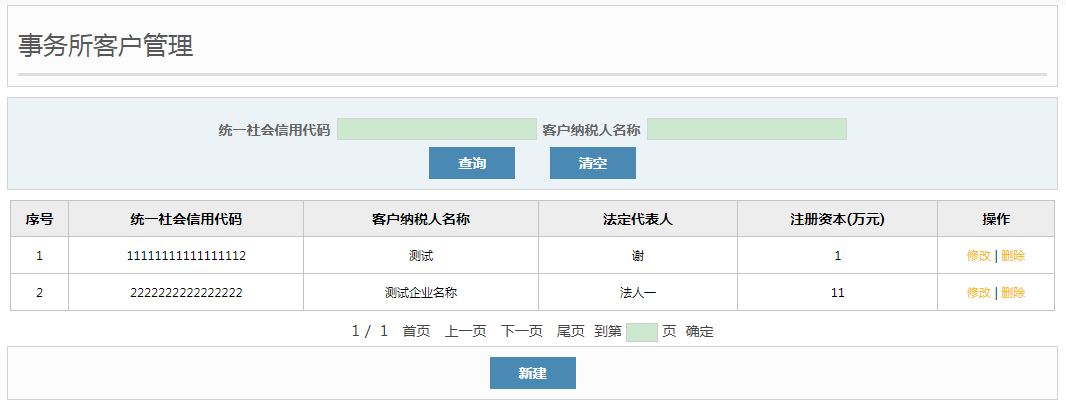 事务所客户管理
统一社会信用代码 客户纳税人名称
查询 清空
序号 统一社会信用代码 客户纳税人名称 法定代表人 注册资本(万元) 操作
1 11111111111111112 测试 谢 1 修改 | 删除
2 2222222222222222 测试企业名称 法人一 11 修改 | 删除
1 / 1 首页 上一页 下一页 尾页 到第 页 确定
新建